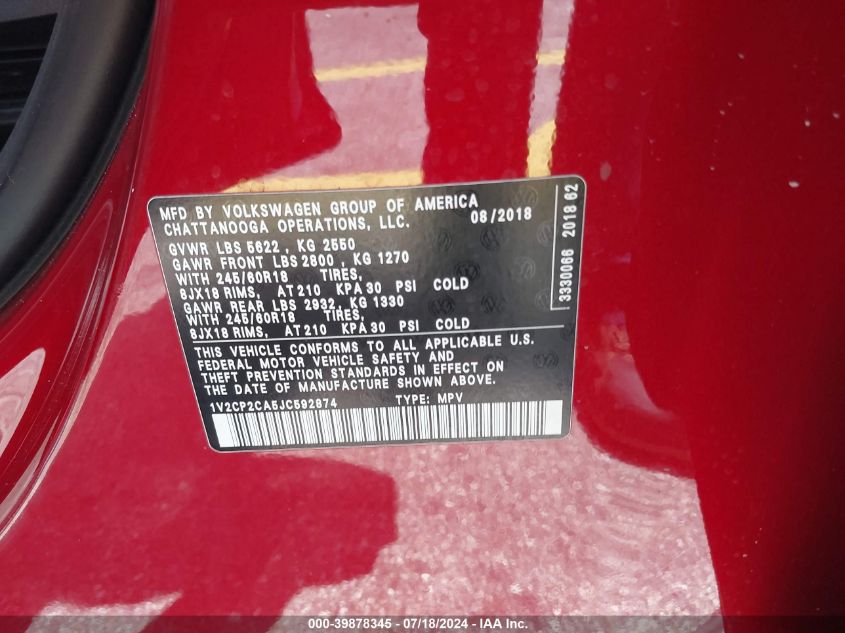 MFD BY VOLKSWAGEN GROUP OF AMERICA
CHATTANOOGA OPERATIONS, LLC. 08/2018
GVWR LBS 5622 , KG 2550
GAWR FRONT LBS 2800 , KG 1270
WITH 245/60R18 TIRES,
8JX18 RIMS, AT 210 KPA 30 PSI COLD
GAWR REAR LBS 2932, KG 1330
WITH 245/60R18 TIRES,
8JX18 RIMS, AT 210 KPA 30 PSI COLD
THIS VEHICLE CONFORMS TO ALL APPLICABLE U.S.
FEDERAL MOTOR VEHICLE SAFETY AND
THEFT PREVENTION STANDARDS IN EFFECT ON
THE DATE OF MANUFACTURE SHOWN ABOVE.
1V2CP2CA5JC592874 TYPE: MPV
3330066 2018 62
000-39878345 - 07/18/2024 - IAA Inc.